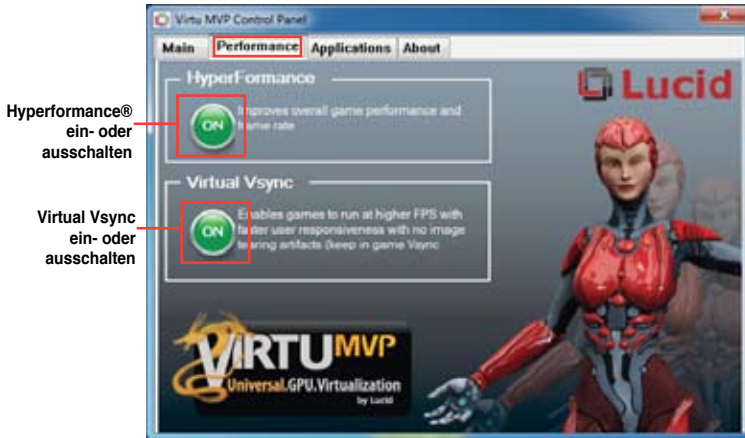 Virtu MVP Control Panel
Main Performance Applications About
HyperFormance
ON
Improves overall game performance and
frame rate
Lucid
Hyperformance®
ein- oder
ausschalten
Virtual Vsync
ON
Enables games to run at higher FPS with
faster user responsiveness with no image
tearing artifacts (keep in game Vsync
Virtual Vsync
ein- oder
ausschalten
VIRTU MVP
Universal.GPU.Virtualization
by Lucid